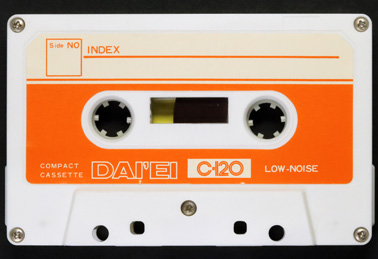 Side NO
INDEX
COMPACT
CASSETTE
DAI'EI
C-120
LOW-NOISE